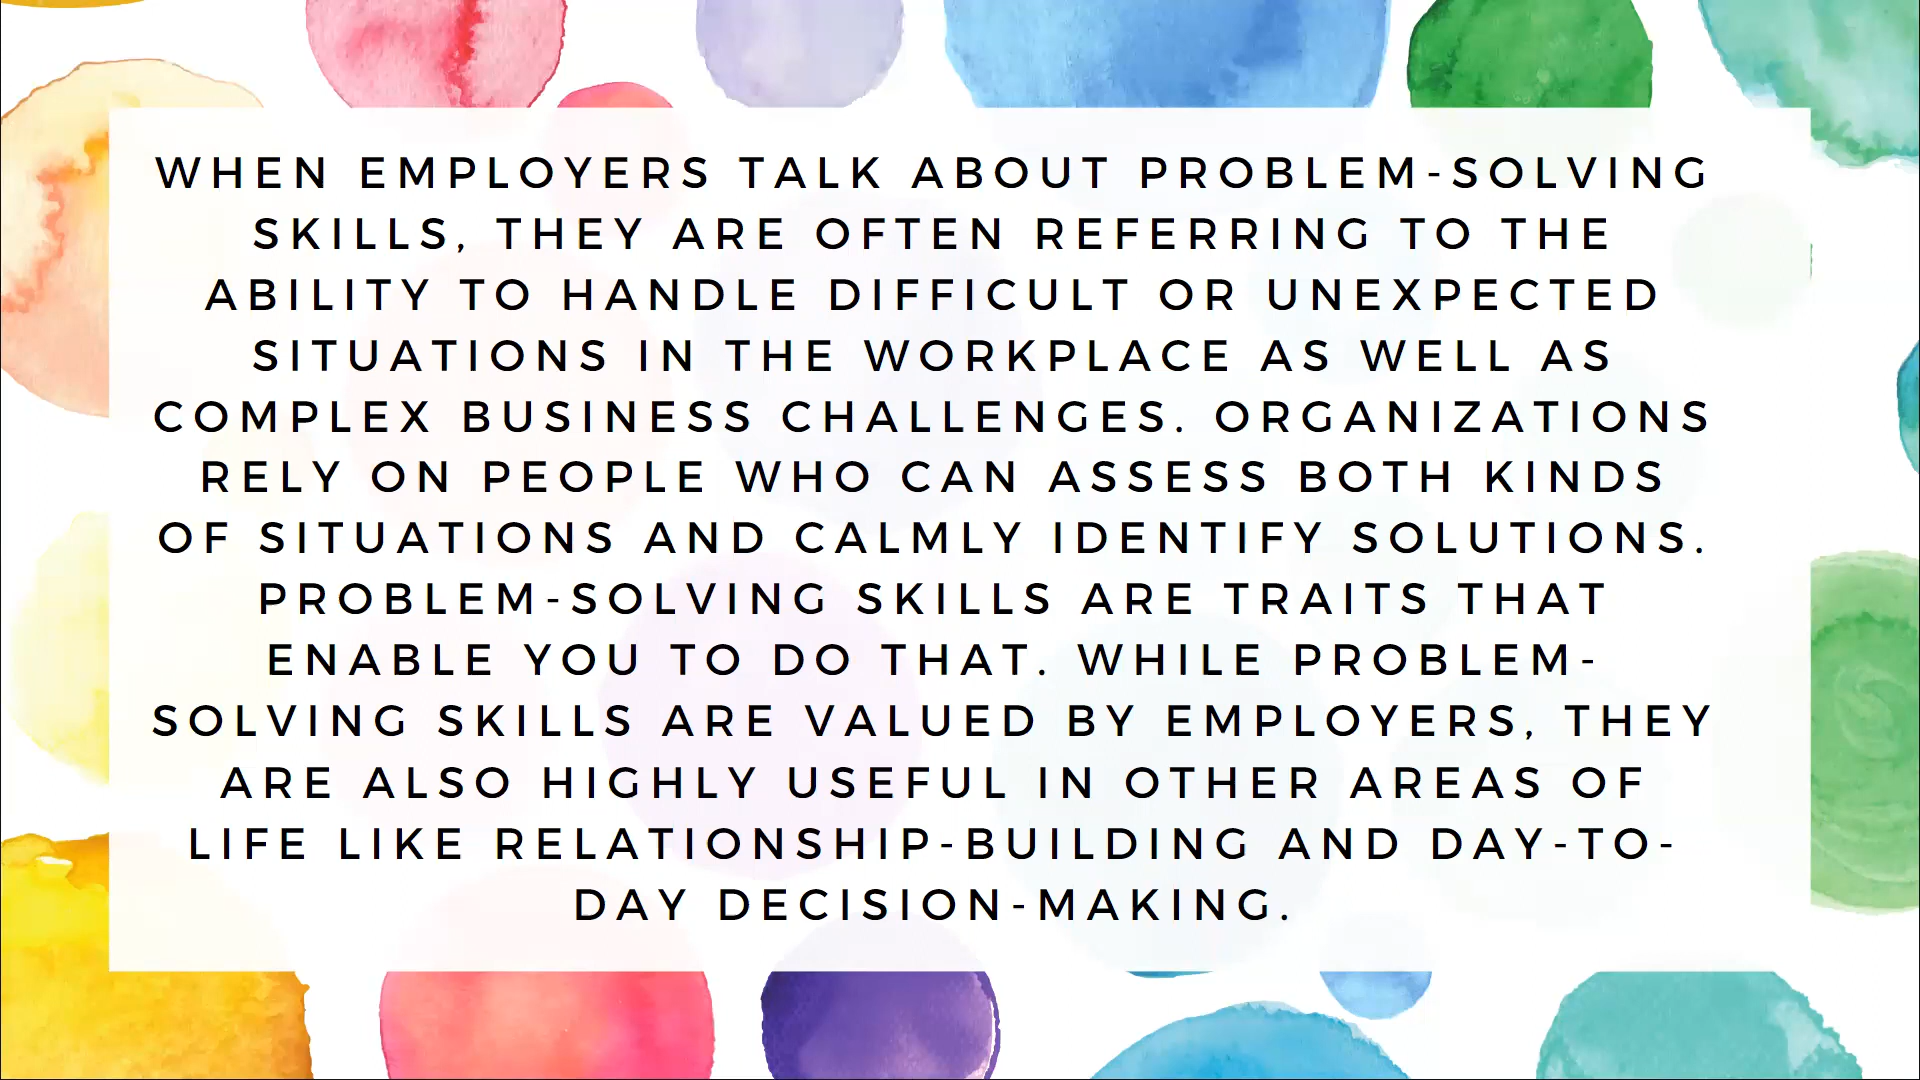 WHEN EMPLOYERS TALK ABOUT PROBLEM-SOLVING
SKILLS, THEY ARE OFTEN REFERRING TO THE
ABILITY TO HANDLE DIFFICULT OR UNEXPECTED
SITUATIONS IN THE WORKPLACE AS WELL AS
COMPLEX BUSINESS CHALLENGES. ORGANIZATIONS
RELY ON PEOPLE WHO CAN ASSESS BOTH KINDS
OF SITUATIONS AND CALMLY IDENTIFY SOLUTIONS.
PROBLEM-SOLVING SKILLS ARE TRAITS THAT
ENABLE YOU TO DO THAT. WHILE PROBLEM-
SOLVING SKILLS ARE VALUED BY EMPLOYERS, THEY
ARE ALSO HIGHLY USEFUL IN OTHER AREAS OF
LIFE LIKE RELATIONSHIP-BUILDING AND DAY-TO-
DAY DECISION-MAKING.